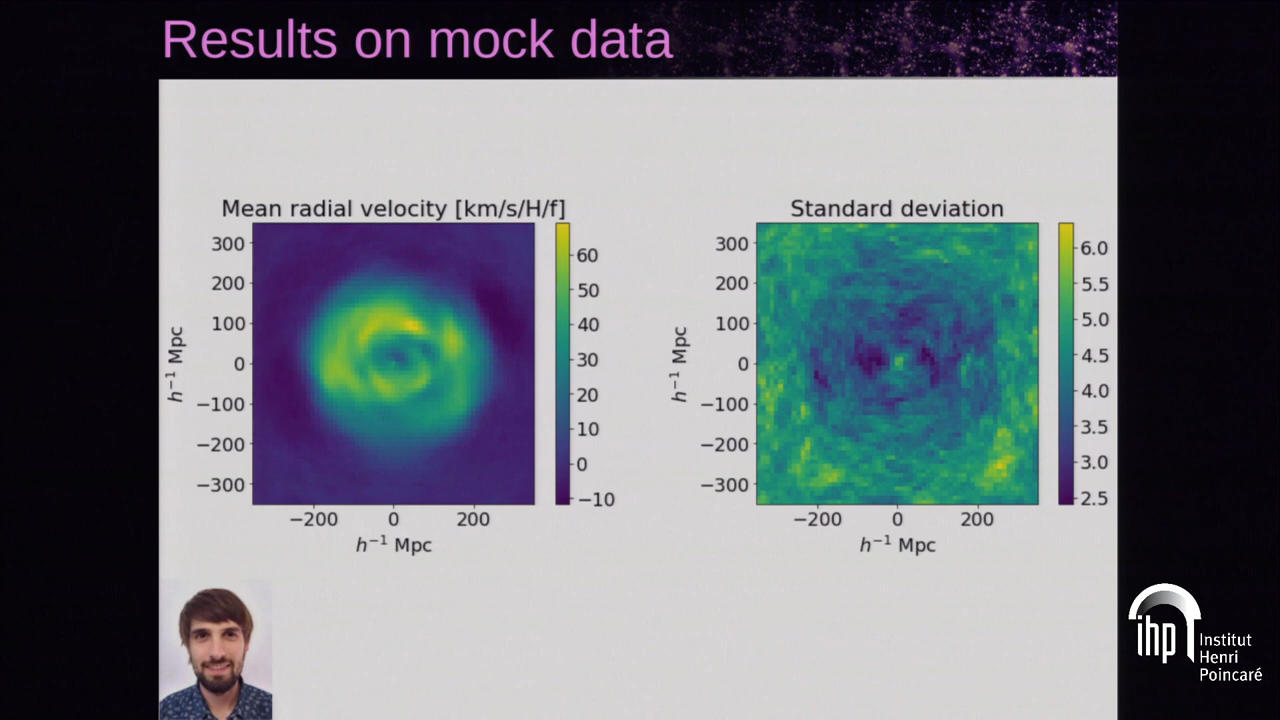 Results on mock data
Mean radial velocity [km/s/H/f]
300
200
100
0
−100
−200
−300
−200 0 200
h⁻¹ Mpc
h⁻¹ Mpc
60
50
40
30
20
10
0
−10
Standard deviation
300
200
100
0
−100
−200
−300
−200 0 200
h⁻¹ Mpc
h⁻¹ Mpc
6.0
5.5
5.0
4.5
4.0
3.5
3.0
2.5
ihp
Institut
Henri
Poincaré